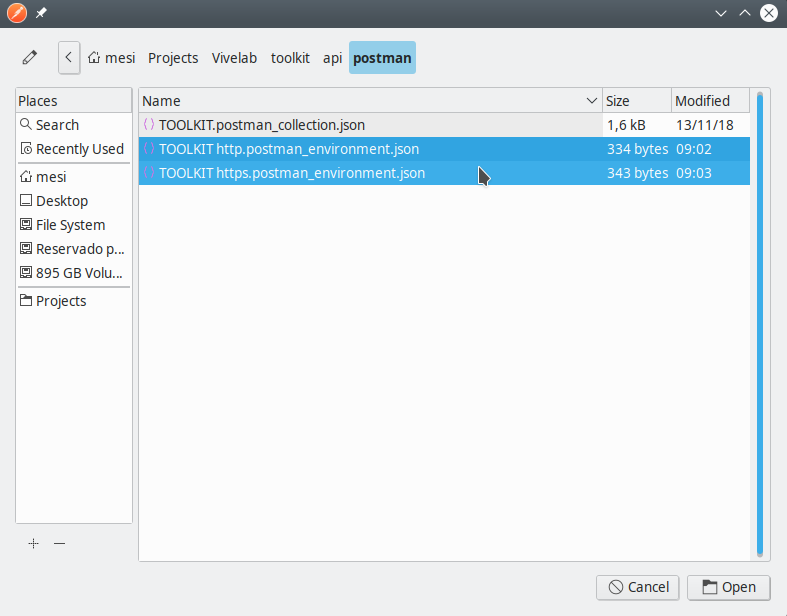 mesi Projects Vivelab toolkit api postman
Places
Search
Recently Used
mesi
Desktop
File System
Reservado p...
895 GB Volu...
Projects
Name Size Modified
TOOLKIT.postman_collection.json 1,6 kB 13/11/18
TOOLKIT http.postman_environment.json 334 bytes 09:02
TOOLKIT https.postman_environment.json 343 bytes 09:03
Cancel Open